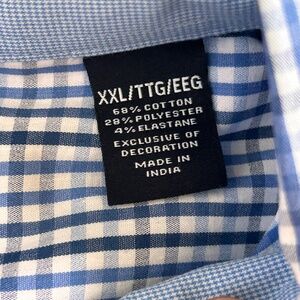 XXL/TTG/EEG
68% COTTON
28% POLYESTER
4% ELASTANE
EXCLUSIVE OF
DECORATION
MADE IN
INDIA